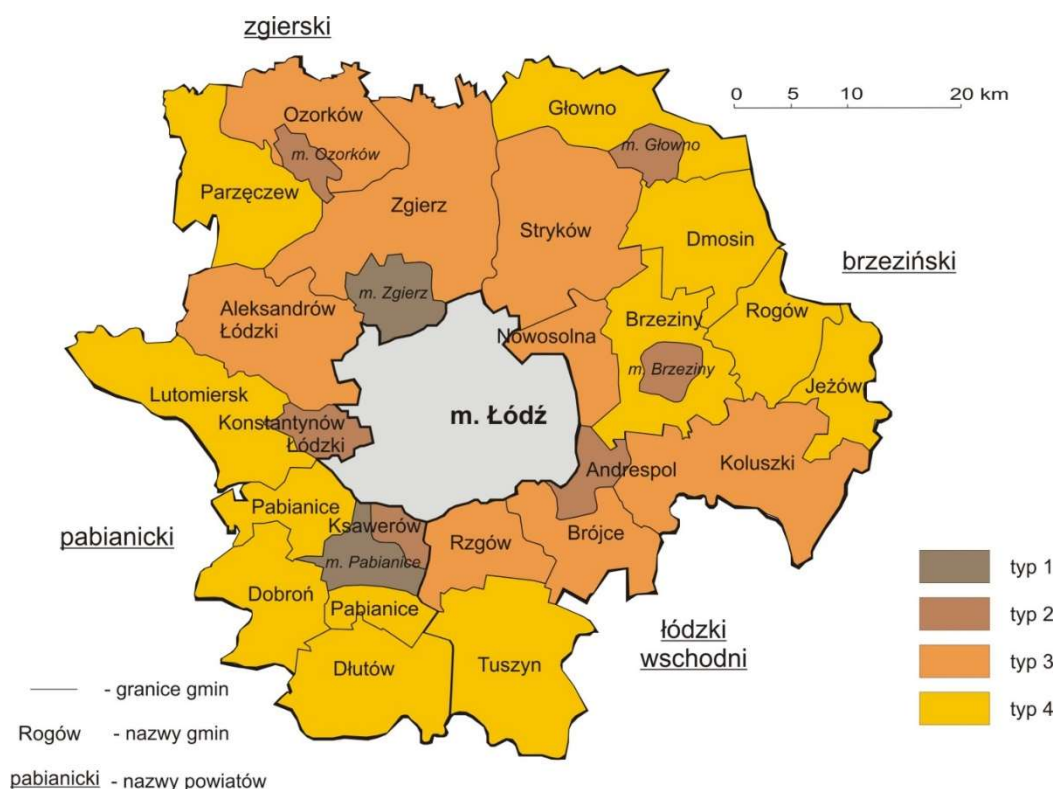 zgierski
0 5 10 20 km
Ozorków
Głowno
m. Ozorków
m. Głowno
Parzęczew
Zgierz
Stryków
Dmosin
brzeziński
m. Zgierz
Aleksandrów
Łódzki
Nowosolna
Brzeziny
Rogów
m. Brzeziny
Jeżów
Lutomiersk
Konstantynów
Łódzki
m. Łódź
Andrespol
Koluszki
Pabianice
Ksawerów
Rzgów
Brójce
pabianicki
m. Pabianice
Dobroń
Pabianice
łódzki
wschodni
Dłutów
Tuszyn
typ 1
typ 2
typ 3
typ 4
- granice gmin
Rogów - nazwy gmin
pabianicki - nazwy powiatów